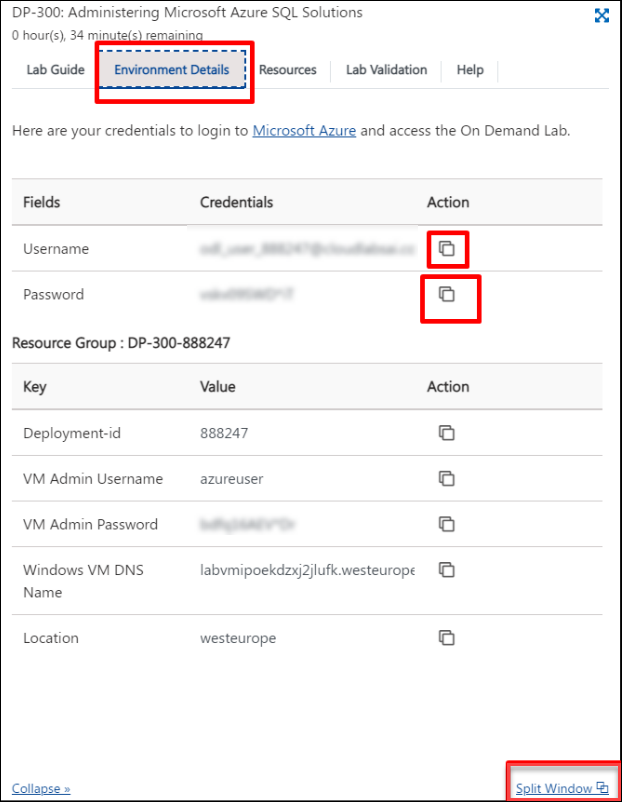 DP-300: Administering Microsoft Azure SQL Solutions
0 hour(s), 34 minute(s) remaining
Lab Guide Environment Details Resources Lab Validation Help
Here are your credentials to login to Microsoft Azure and access the On Demand Lab.
Fields Credentials Action
Username
Password
Resource Group : DP-300-888247
Key Value Action
Deployment-id 888247
VM Admin Username azureuser
VM Admin Password
Windows VM DNS labvmipoekdzxj2jlufk.westeurope
Name
Location westeurope
Collapse » Split Window